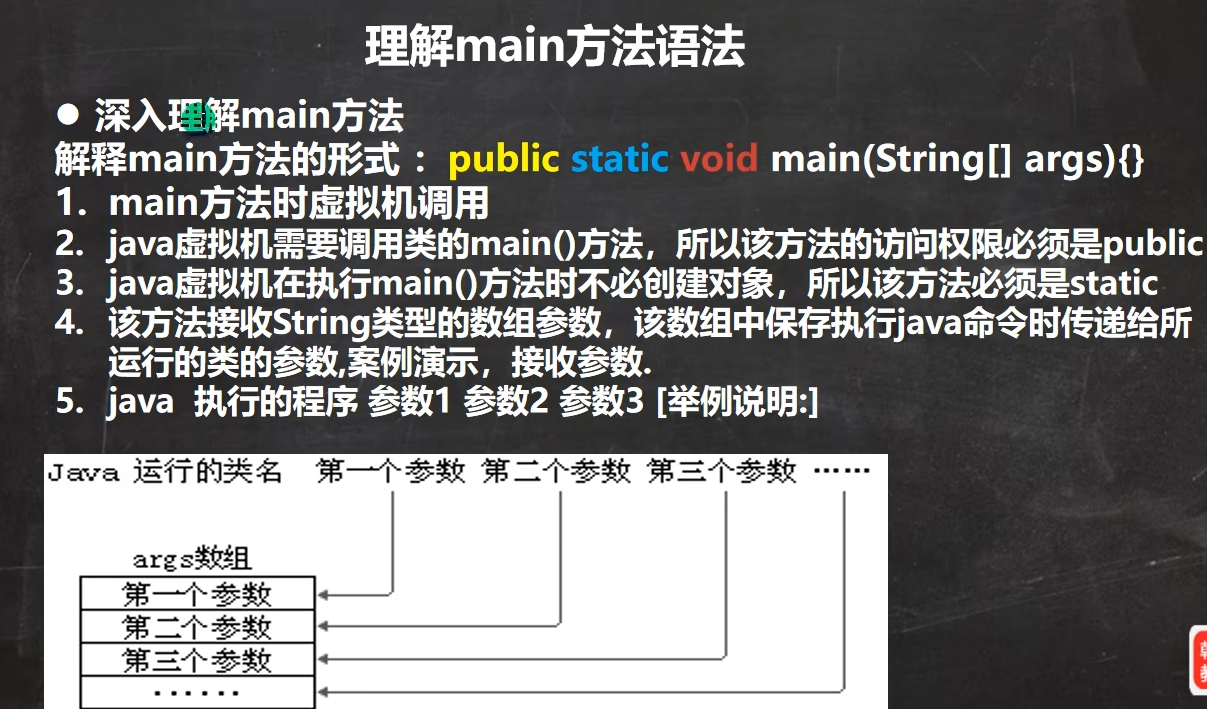 理解main方法语法
● 深入理解main方法
解释main方法的形式 ： public static void main(String[] args){}
1. main方法时虚拟机调用
2. java虚拟机需要调用类的main()方法，所以该方法的访问权限必须是public
3. java虚拟机在执行main()方法时不必创建对象，所以该方法必须是static
4. 该方法接收String类型的数组参数，该数组中保存执行java命令时传递给所
运行的类的参数,案例演示，接收参数.
5. java 执行的程序 参数1 参数2 参数3 [举例说明:]
Java 运行的类名 第一个参数 第二个参数 第三个参数 ……
args数组
第一个参数
第二个参数
第三个参数
……